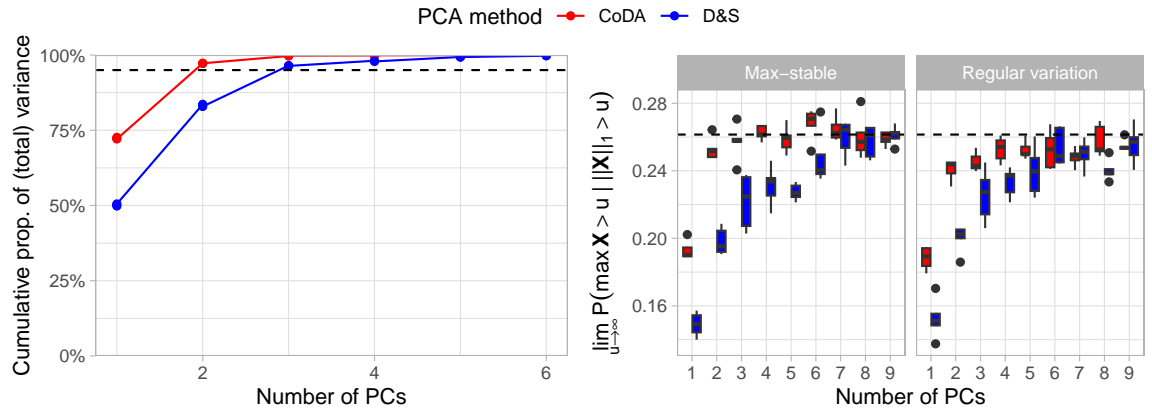 PCA method CoDA D&S
Cumulative prop. of (total) variance
100%
75%
50%
25%
0%
2 4 6
Number of PCs
lim P(max X > u | ||X||₁ > u)
u→∞
Max−stable Regular variation
0.28
0.24
0.20
0.16
1 2 3 4 5 6 7 8 9 1 2 3 4 5 6 7 8 9
Number of PCs